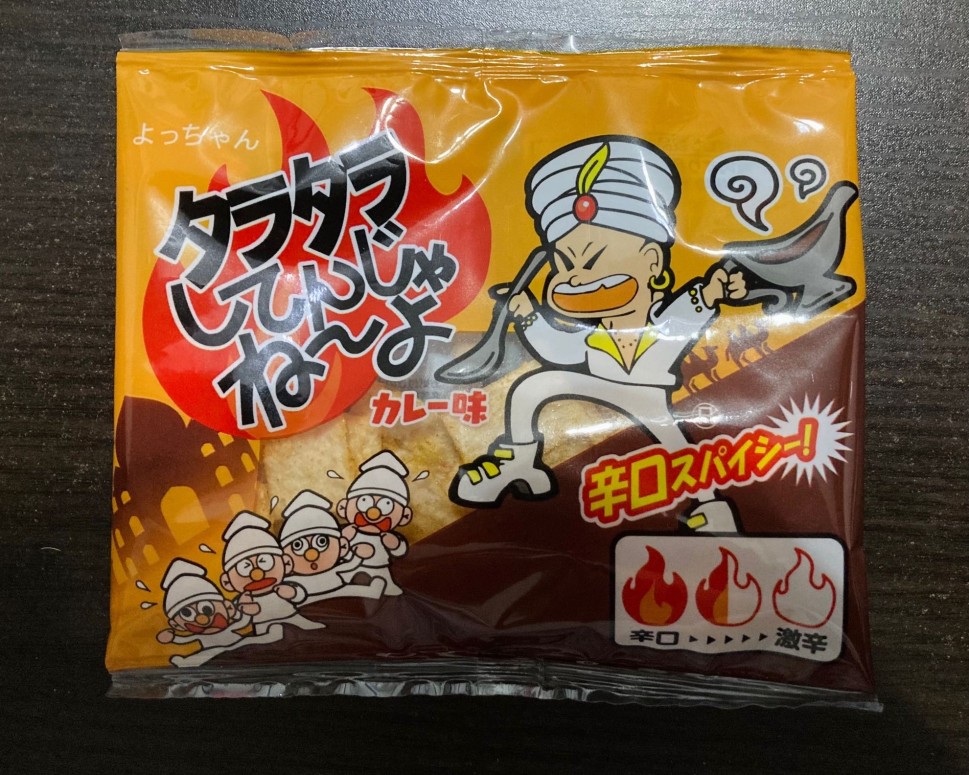 よっちゃん
タラタラ
してんじゃ
ね〜よ
カレー味
辛口スパイシー!
辛口 激辛